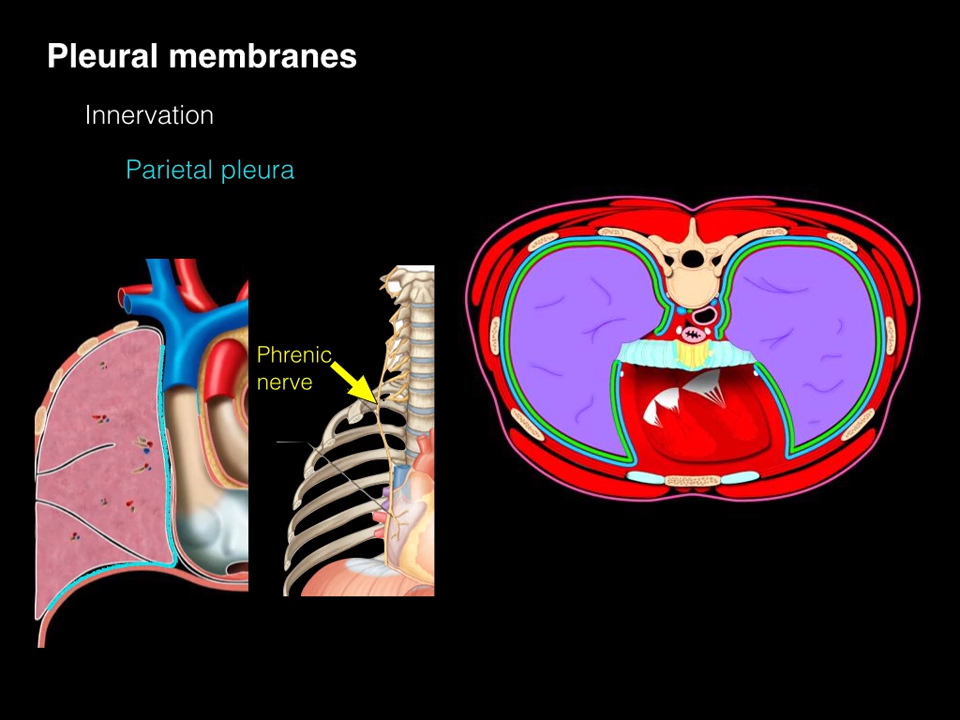 Pleural membranes
Innervation
Parietal pleura
Phrenic
nerve